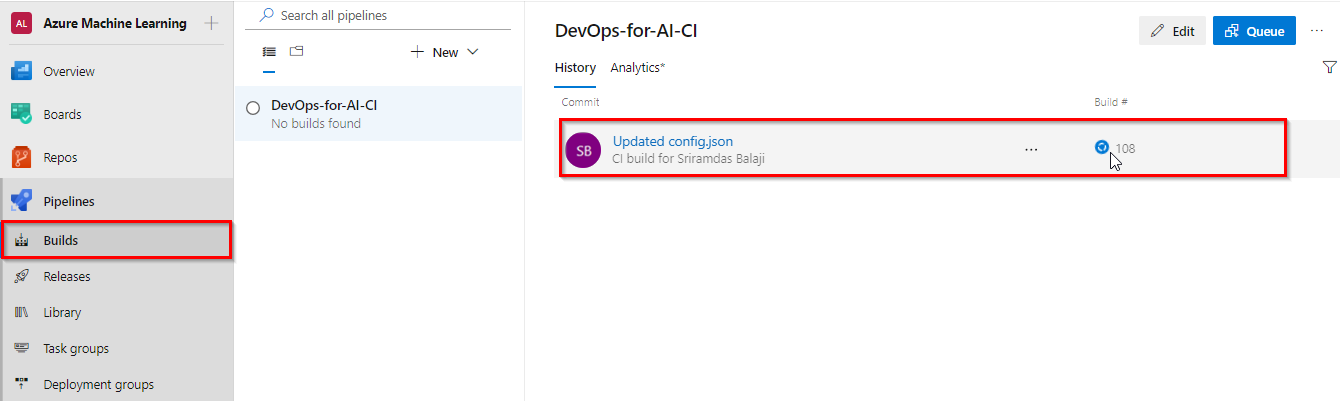 AL Azure Machine Learning
Overview
Boards
Repos
Pipelines
Builds
Releases
Library
Task groups
Deployment groups
Search all pipelines
New
DevOps-for-AI-CI
No builds found
DevOps-for-AI-CI
Edit
Queue
History Analytics*
Commit Build #
SB
Updated config.json
CI build for Sriramdas Balaji
108